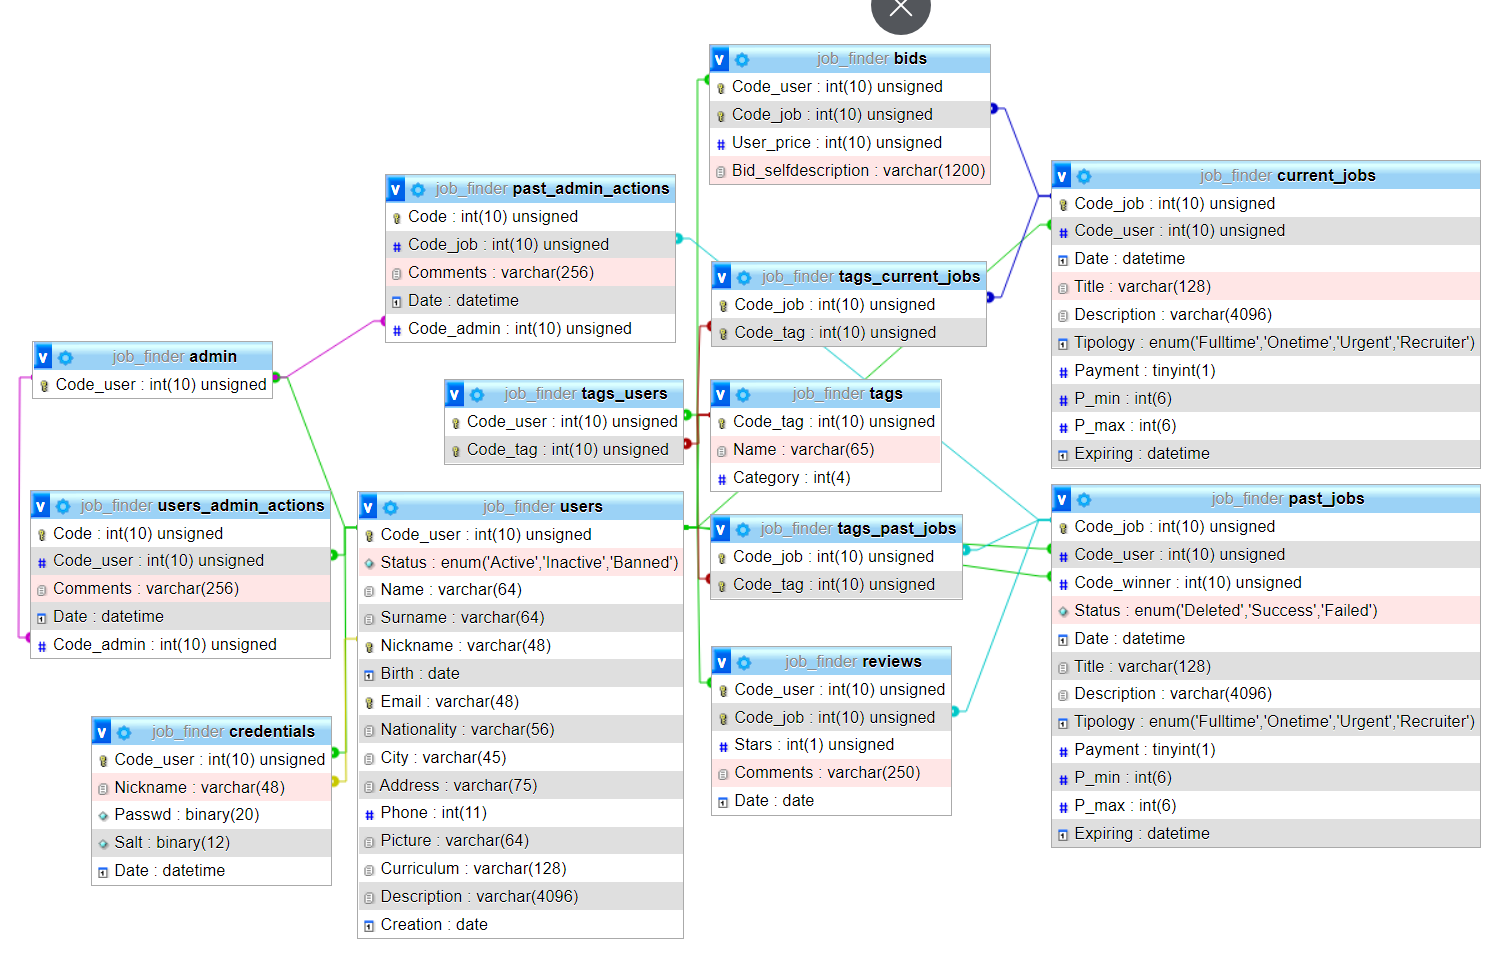 job_finder bids
Code_user : int(10) unsigned
Code_job : int(10) unsigned
User_price : int(10) unsigned
Bid_selfdescription : varchar(1200)
job_finder past_admin_actions
Code : int(10) unsigned
Code_job : int(10) unsigned
Comments : varchar(256)
Date : datetime
Code_admin : int(10) unsigned
job_finder current_jobs
Code_job : int(10) unsigned
Code_user : int(10) unsigned
Date : datetime
Title : varchar(128)
Description : varchar(4096)
Tipology : enum('Fulltime','Onetime','Urgent','Recruiter')
Payment : tinyint(1)
P_min : int(6)
P_max : int(6)
Expiring : datetime
job_finder tags_current_jobs
Code_job : int(10) unsigned
Code_tag : int(10) unsigned
job_finder admin
Code_user : int(10) unsigned
job_finder tags_users
Code_user : int(10) unsigned
Code_tag : int(10) unsigned
job_finder tags
Code_tag : int(10) unsigned
Name : varchar(65)
Category : int(4)
job_finder users_admin_actions
Code : int(10) unsigned
Code_user : int(10) unsigned
Comments : varchar(256)
Date : datetime
Code_admin : int(10) unsigned
job_finder users
Code_user : int(10) unsigned
Status : enum('Active','Inactive','Banned')
Name : varchar(64)
Surname : varchar(64)
Nickname : varchar(48)
Birth : date
Email : varchar(48)
Nationality : varchar(56)
City : varchar(45)
Address : varchar(75)
Phone : int(11)
Picture : varchar(64)
Curriculum : varchar(128)
Description : varchar(4096)
Creation : date
job_finder tags_past_jobs
Code_job : int(10) unsigned
Code_tag : int(10) unsigned
job_finder past_jobs
Code_job : int(10) unsigned
Code_user : int(10) unsigned
Code_winner : int(10) unsigned
Status : enum('Deleted','Success','Failed')
Date : datetime
Title : varchar(128)
Description : varchar(4096)
Tipology : enum('Fulltime','Onetime','Urgent','Recruiter')
Payment : tinyint(1)
P_min : int(6)
P_max : int(6)
Expiring : datetime
job_finder reviews
Code_user : int(10) unsigned
Code_job : int(10) unsigned
Stars : int(1) unsigned
Comments : varchar(250)
Date : date
job_finder credentials
Code_user : int(10) unsigned
Nickname : varchar(48)
Passwd : binary(20)
Salt : binary(12)
Date : datetime